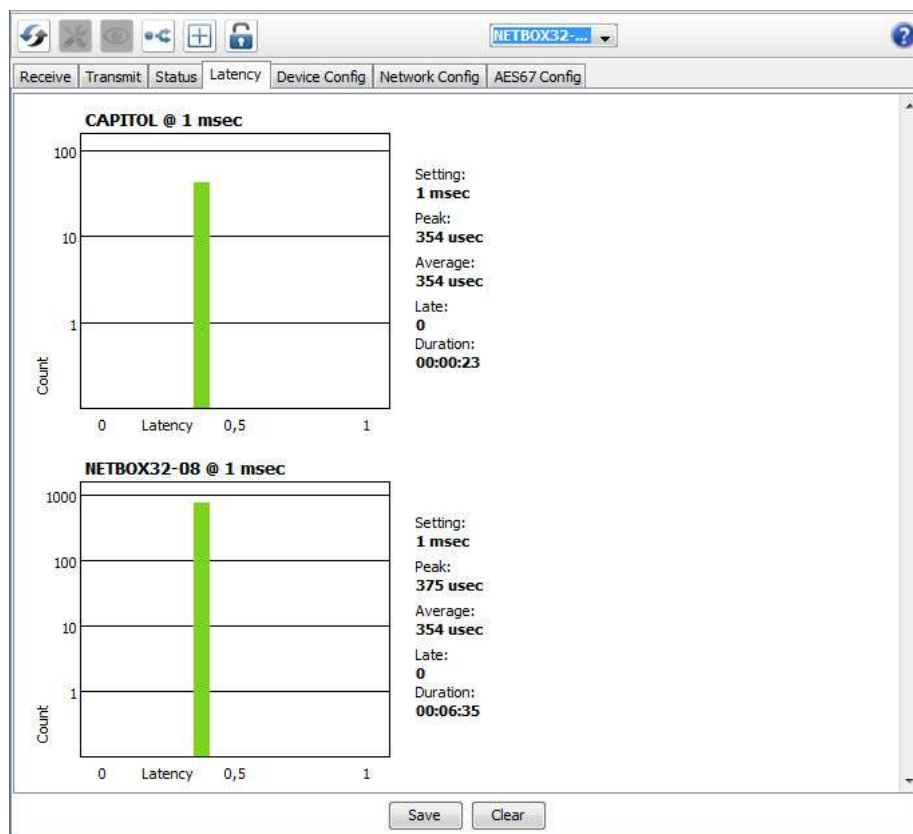 NETBOX32-...
?
Receive Transmit Status Latency Device Config Network Config AES67 Config
CAPITOL @ 1 msec
100
10
1
Count
0 Latency 0,5 1
Setting:
1 msec
Peak:
354 usec
Average:
354 usec
Late:
0
Duration:
00:00:23
NETBOX32-08 @ 1 msec
1000
100
10
1
Count
0 Latency 0,5 1
Setting:
1 msec
Peak:
375 usec
Average:
354 usec
Late:
0
Duration:
00:06:35
Save Clear